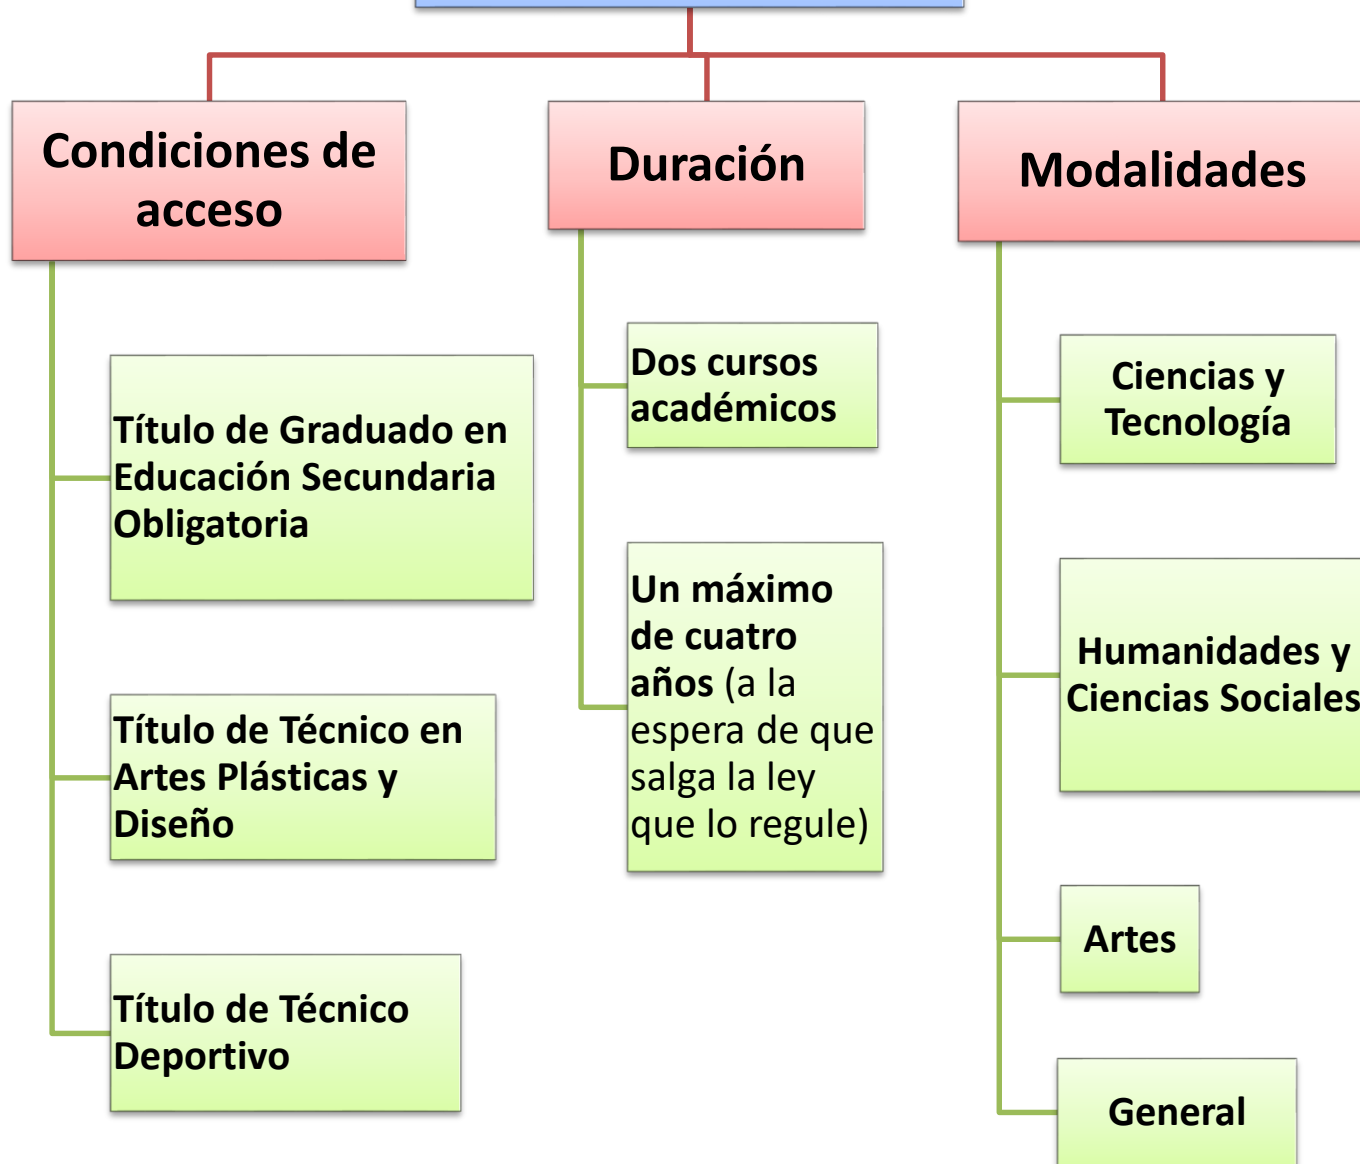 Condiciones de
acceso
Título de Graduado en
Educación Secundaria
Obligatoria
Título de Técnico en
Artes Plásticas y
Diseño
Título de Técnico
Deportivo
Duración
Dos cursos
académicos
Un máximo
de cuatro
años (a la
espera de que
salga la ley
que lo regule)
Modalidades
Ciencias y
Tecnología
Humanidades y
Ciencias Sociales
Artes
General